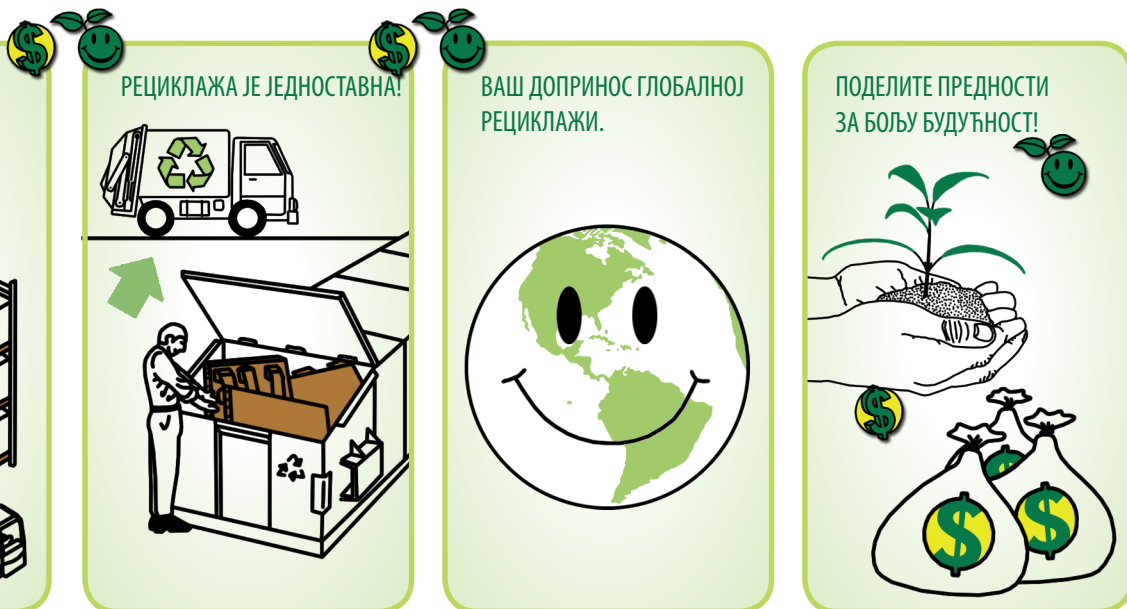 РЕЦИКЛАЖА ЈЕ ЈЕДНОСТАВНА!
ВАШ ДОПРИНОС ГЛОБАЛНОЈ
РЕЦИКЛАЖИ.
ПОДЕЛИТЕ ПРЕДНОСТИ
ЗА БОЉУ БУДУЋНОСТ!